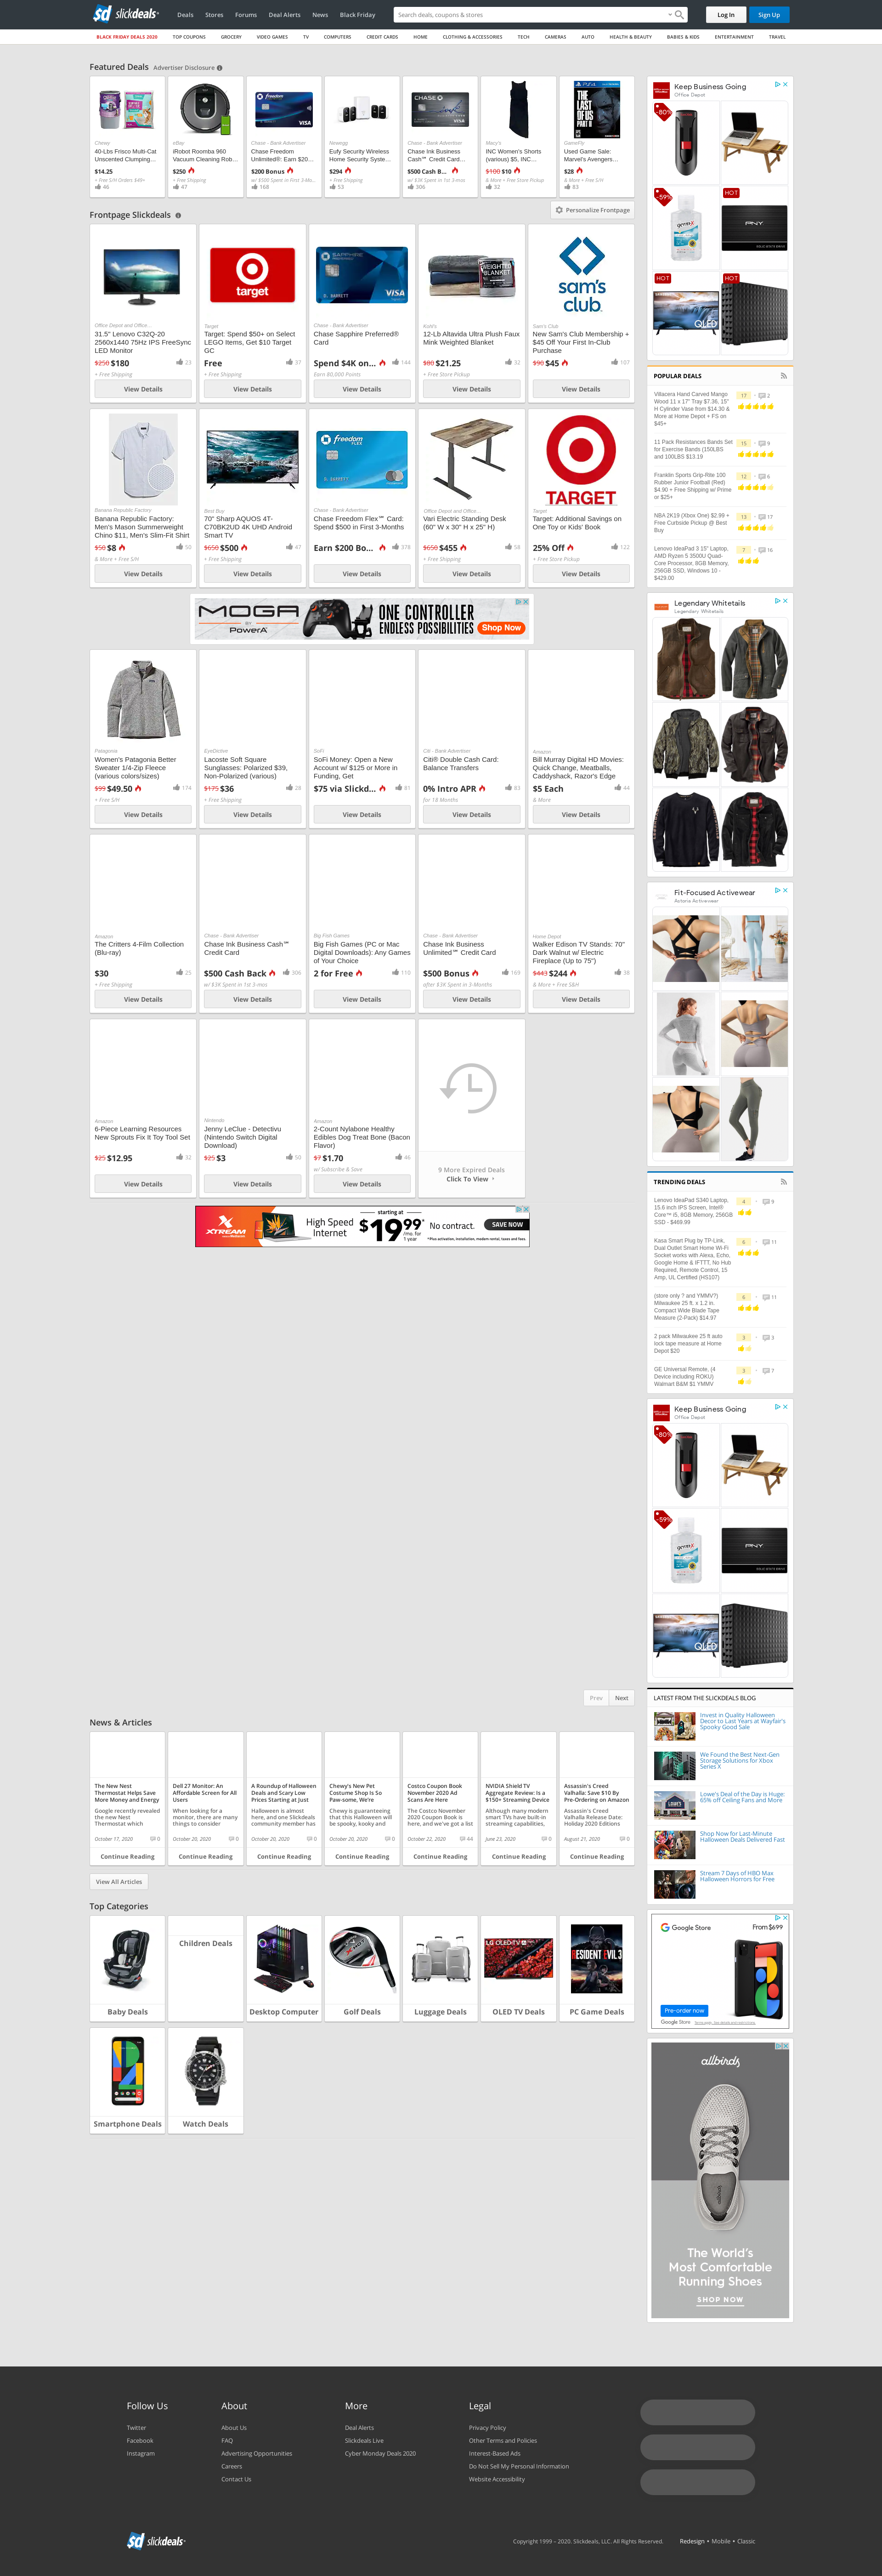 sd slickdeals
Deals
Stores
Forums
Deal Alerts
News
Black Friday
Search deals, coupons & stores
Log In
Sign Up
BLACK FRIDAY DEALS 2020
TOP COUPONS
GROCERY
VIDEO GAMES
TV
COMPUTERS
CREDIT CARDS
HOME
CLOTHING & ACCESSORIES
TECH
CAMERAS
AUTO
HEALTH & BEAUTY
BABIES & KIDS
ENTERTAINMENT
TRAVEL
Featured Deals
Advertiser Disclosure
Chewy
40-Lbs Frisco Multi-Cat
Unscented Clumping...
$14.25
+ Free S/H Orders $49+
46
eBay
iRobot Roomba 960
Vacuum Cleaning Rob...
$250
+ Free Shipping
47
Chase - Bank Advertiser
Chase Freedom
Unlimited®: Earn $20...
$200 Bonus
w/ $500 Spent in First 3 Mo...
168
Newegg
Eufy Security Wireless
Home Security Syste...
$294
+ Free Shipping
53
Chase - Bank Advertiser
Chase Ink Business
Cash℠ Credit Card...
$500 Cash B...
w/ $3K Spent in 1st 3-mos
306
Macy's
INC Women's Shorts
(various) $5, INC...
$100 $10
& More + Free Store Pickup
32
GameFly
Used Game Sale:
Marvel's Avengers...
$28
& More + Free S/H
83
Frontpage Slickdeals
Personalize Frontpage
Office Depot and Office...
31.5" Lenovo C32Q-20
2560x1440 75Hz IPS FreeSync
LED Monitor
$250 $180
23
+ Free Shipping
View Details
target
Target
Target: Spend $50+ on Select
LEGO Items, Get $10 Target
GC
Free
37
+ Free Shipping
View Details
SAPPHIRE
Chase - Bank Advertiser
Chase Sapphire Preferred®
Card
Spend $4K on...
144
Earn 80,000 Points
View Details
WEIGHTED
BLANKET
Kohl's
12-Lb Altavida Ultra Plush Faux
Mink Weighted Blanket
$80 $21.25
32
+ Free Store Pickup
View Details
sam's
club
Sam's Club
New Sam's Club Membership +
$45 Off Your First In-Club
Purchase
$90 $45
107
View Details
Banana Republic Factory
Banana Republic Factory:
Men's Mason Summerweight
Chino $11, Men's Slim-Fit Shirt
$50 $8
50
& More + Free S/H
View Details
Best Buy
70" Sharp AQUOS 4T-
C70BK2UD 4K UHD Android
Smart TV
$650 $500
47
+ Free Shipping
View Details
freedom
FLEX
Chase - Bank Advertiser
Chase Freedom Flex℠ Card:
Spend $500 in First 3-Months
Earn $200 Bo...
378
View Details
Office Depot and Office...
Vari Electric Standing Desk
(60" W x 30" H x 25" H)
$650 $455
58
+ Free Shipping
View Details
TARGET
Target
Target: Additional Savings on
One Toy or Kids' Book
25% Off
122
+ Free Store Pickup
View Details
MOGA
BY PowerA
ONE CONTROLLER
ENDLESS POSSIBILITIES
Shop Now
Patagonia
Women's Patagonia Better
Sweater 1/4-Zip Fleece
(various colors/sizes)
$99 $49.50
174
+ Free S/H
View Details
EyeDictive
Lacoste Soft Square
Sunglasses: Polarized $39,
Non-Polarized (various)
$175 $36
28
+ Free Shipping
View Details
SoFi
SoFi Money: Open a New
Account w/ $125 or More in
Funding, Get
$75 via Slickd...
81
View Details
Citi - Bank Advertiser
Citi® Double Cash Card:
Balance Transfers
0% Intro APR
83
for 18 Months
View Details
Amazon
Bill Murray Digital HD Movies:
Quick Change, Meatballs,
Caddyshack, Razor's Edge
$5 Each
44
& More
View Details
Amazon
The Critters 4-Film Collection
(Blu-ray)
$30
25
+ Free Shipping
View Details
Chase - Bank Advertiser
Chase Ink Business Cash℠
Credit Card
$500 Cash Back
306
w/ $3K Spent in 1st 3-mos
View Details
Big Fish Games
Big Fish Games (PC or Mac
Digital Downloads): Any Games
of Your Choice
2 for Free
110
View Details
Chase - Bank Advertiser
Chase Ink Business
Unlimited℠ Credit Card
$500 Bonus
169
after $3K Spent in 3-Months
View Details
Home Depot
Walker Edison TV Stands: 70"
Dark Walnut w/ Electric
Fireplace (Up to 75")
$443 $244
38
& More + Free S&H
View Details
Amazon
6-Piece Learning Resources
New Sprouts Fix It Toy Tool Set
$25 $12.95
32
View Details
Nintendo
Jenny LeClue - Detectivu
(Nintendo Switch Digital
Download)
$25 $3
50
View Details
Amazon
2-Count Nylabone Healthy
Edibles Dog Treat Bone (Bacon
Flavor)
$7 $1.70
46
w/ Subscribe & Save
View Details
9 More Expired Deals
Click To View
XTREAM
High Speed
Internet
starting at
$19.99*
/mo. for
1 year
No contract.
*Plus activation, installation, modem rental, taxes and fees.
SAVE NOW
Prev
Next
News & Articles
The New Nest
Thermostat Helps Save
More Money and Energy
Google recently revealed
the new Nest
Thermostat which
October 17, 2020
0
Continue Reading
Dell 27 Monitor: An
Affordable Screen for All
Users
When looking for a
monitor, there are many
things to consider
October 20, 2020
0
Continue Reading
A Roundup of Halloween
Deals and Scary Low
Prices Starting at Just
Halloween is almost
here, and one Slickdeals
community member has
October 20, 2020
0
Continue Reading
Chewy's New Pet
Costume Shop Is So
Paw-some, We're
Chewy is guaranteeing
that this Halloween will
be spooky, kooky and
October 20, 2020
0
Continue Reading
Costco Coupon Book
November 2020 Ad
Scans Are Here
The Costco November
2020 Coupon Book is
here, and we've got a list
October 22, 2020
44
Continue Reading
NVIDIA Shield TV
Aggregate Review: Is a
$150+ Streaming Device
Although many modern
smart TVs have built-in
streaming capabilities,
June 23, 2020
0
Continue Reading
Assassin's Creed
Valhalla: Save $10 By
Pre-Ordering on Amazon
Assassin's Creed
Valhalla Release Date:
Holiday 2020 Editions
August 21, 2020
0
Continue Reading
View All Articles
Top Categories
Baby Deals
Children Deals
Desktop Computer
Golf Deals
Luggage Deals
LG OLED TV
OLED TV Deals
RESIDENT EVIL 3
PC Game Deals
Smartphone Deals
Watch Deals
Keep Business Going
Office Depot
-80%
-59%
PNY
HOT
HOT
QLED
POPULAR DEALS
Villacera Hand Carved Mango
Wood 11 x 17" Tray $7.36, 15"
H Cylinder Vase from $14.30 &
More at Home Depot + FS on
$45+
17
2
11 Pack Resistances Bands Set
for Exercise Bands (150LBS
and 100LBS $13.19
15
9
Franklin Sports Grip-Rite 100
Rubber Junior Football (Red)
$4.90 + Free Shipping w/ Prime
or $25+
12
6
NBA 2K19 (Xbox One) $2.99 +
Free Curbside Pickup @ Best
Buy
13
17
Lenovo IdeaPad 3 15" Laptop,
AMD Ryzen 5 3500U Quad-
Core Processor, 8GB Memory,
256GB SSD, Windows 10 -
$429.00
7
16
Legendary Whitetails
Legendary Whitetails
Fit-Focused Activewear
Astoria Activewear
TRENDING DEALS
Lenovo IdeaPad S340 Laptop,
15.6 inch IPS Screen, Intel®
Core™ i5, 8GB Memory, 256GB
SSD - $469.99
4
9
Kasa Smart Plug by TP-Link,
Dual Outlet Smart Home Wi-Fi
Socket works with Alexa, Echo,
Google Home & IFTTT, No Hub
Required, Remote Control, 15
Amp, UL Certified (HS107)
6
11
(store only ? and YMMV?)
Milwaukee 25 ft. x 1.2 in.
Compact Wide Blade Tape
Measure (2-Pack) $14.97
6
11
2 pack Milwaukee 25 ft auto
lock tape measure at Home
Depot $20
3
3
GE Universal Remote, (4
Device including ROKU)
Walmart B&M $1 YMMV
3
7
Keep Business Going
Office Depot
-80%
-59%
PNY
QLED
LATEST FROM THE SLICKDEALS BLOG
Invest in Quality Halloween
Decor to Last Years at Wayfair's
Spooky Good Sale
We Found the Best Next-Gen
Storage Solutions for Xbox
Series X
Lowe's Deal of the Day is Huge:
65% off Ceiling Fans and More
Shop Now for Last-Minute
Halloween Deals Delivered Fast
Stream 7 Days of HBO Max
Halloween Horrors for Free
Google Store
From $699
Pre-order now
Google Store
allbirds
The World's
Most Comfortable
Running Shoes
SHOP NOW
Follow Us
Twitter
Facebook
Instagram
About
About Us
FAQ
Advertising Opportunities
Careers
Contact Us
More
Deal Alerts
Slickdeals Live
Cyber Monday Deals 2020
Legal
Privacy Policy
Other Terms and Policies
Interest-Based Ads
Do Not Sell My Personal Information
Website Accessibility
sd slickdeals
Copyright 1999 - 2020. Slickdeals, LLC. All Rights Reserved.
Redesign • Mobile • Classic